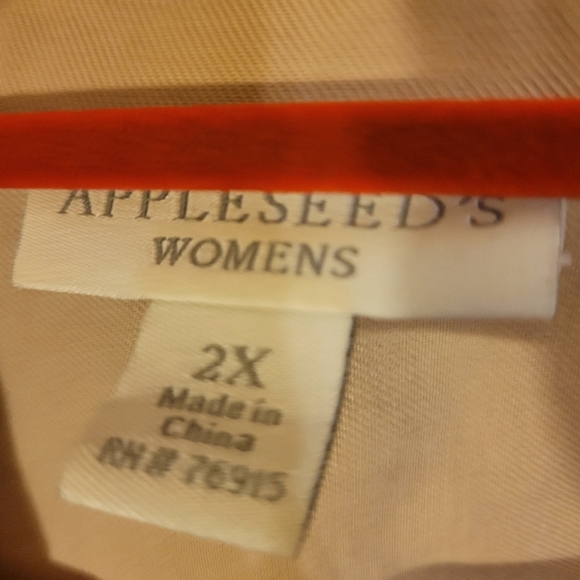 APPLESEED'S
WOMENS
2X
Made in
China
RN# 76915